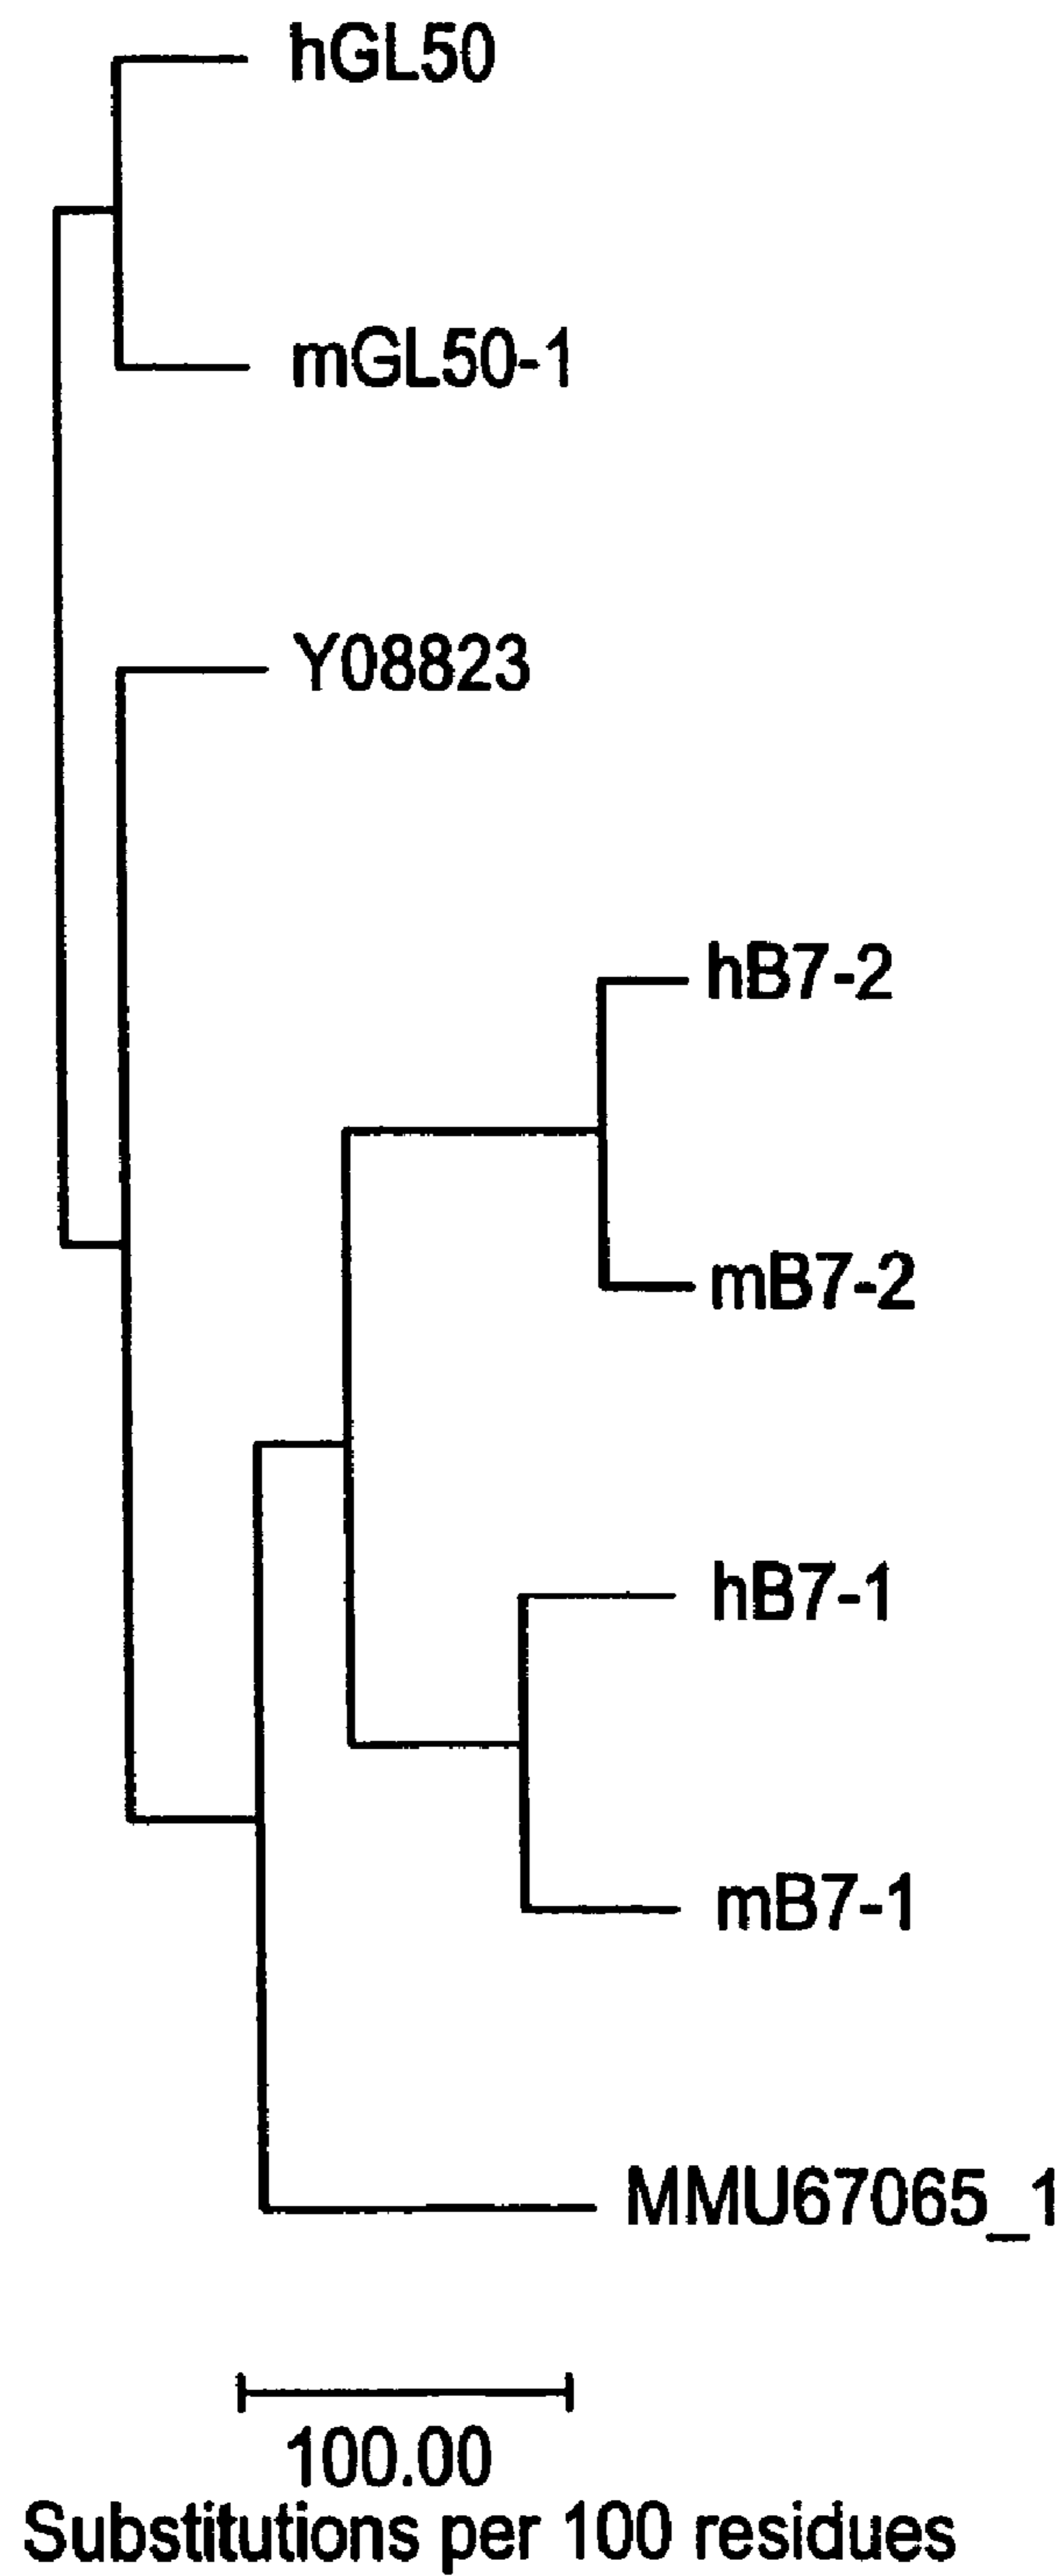 hGL50
mGL50-1
Y08823
hB7-2
mB7-2
hB7-1
mB7-1
MMU67065_1
100.00
Substitutions per 100 residues